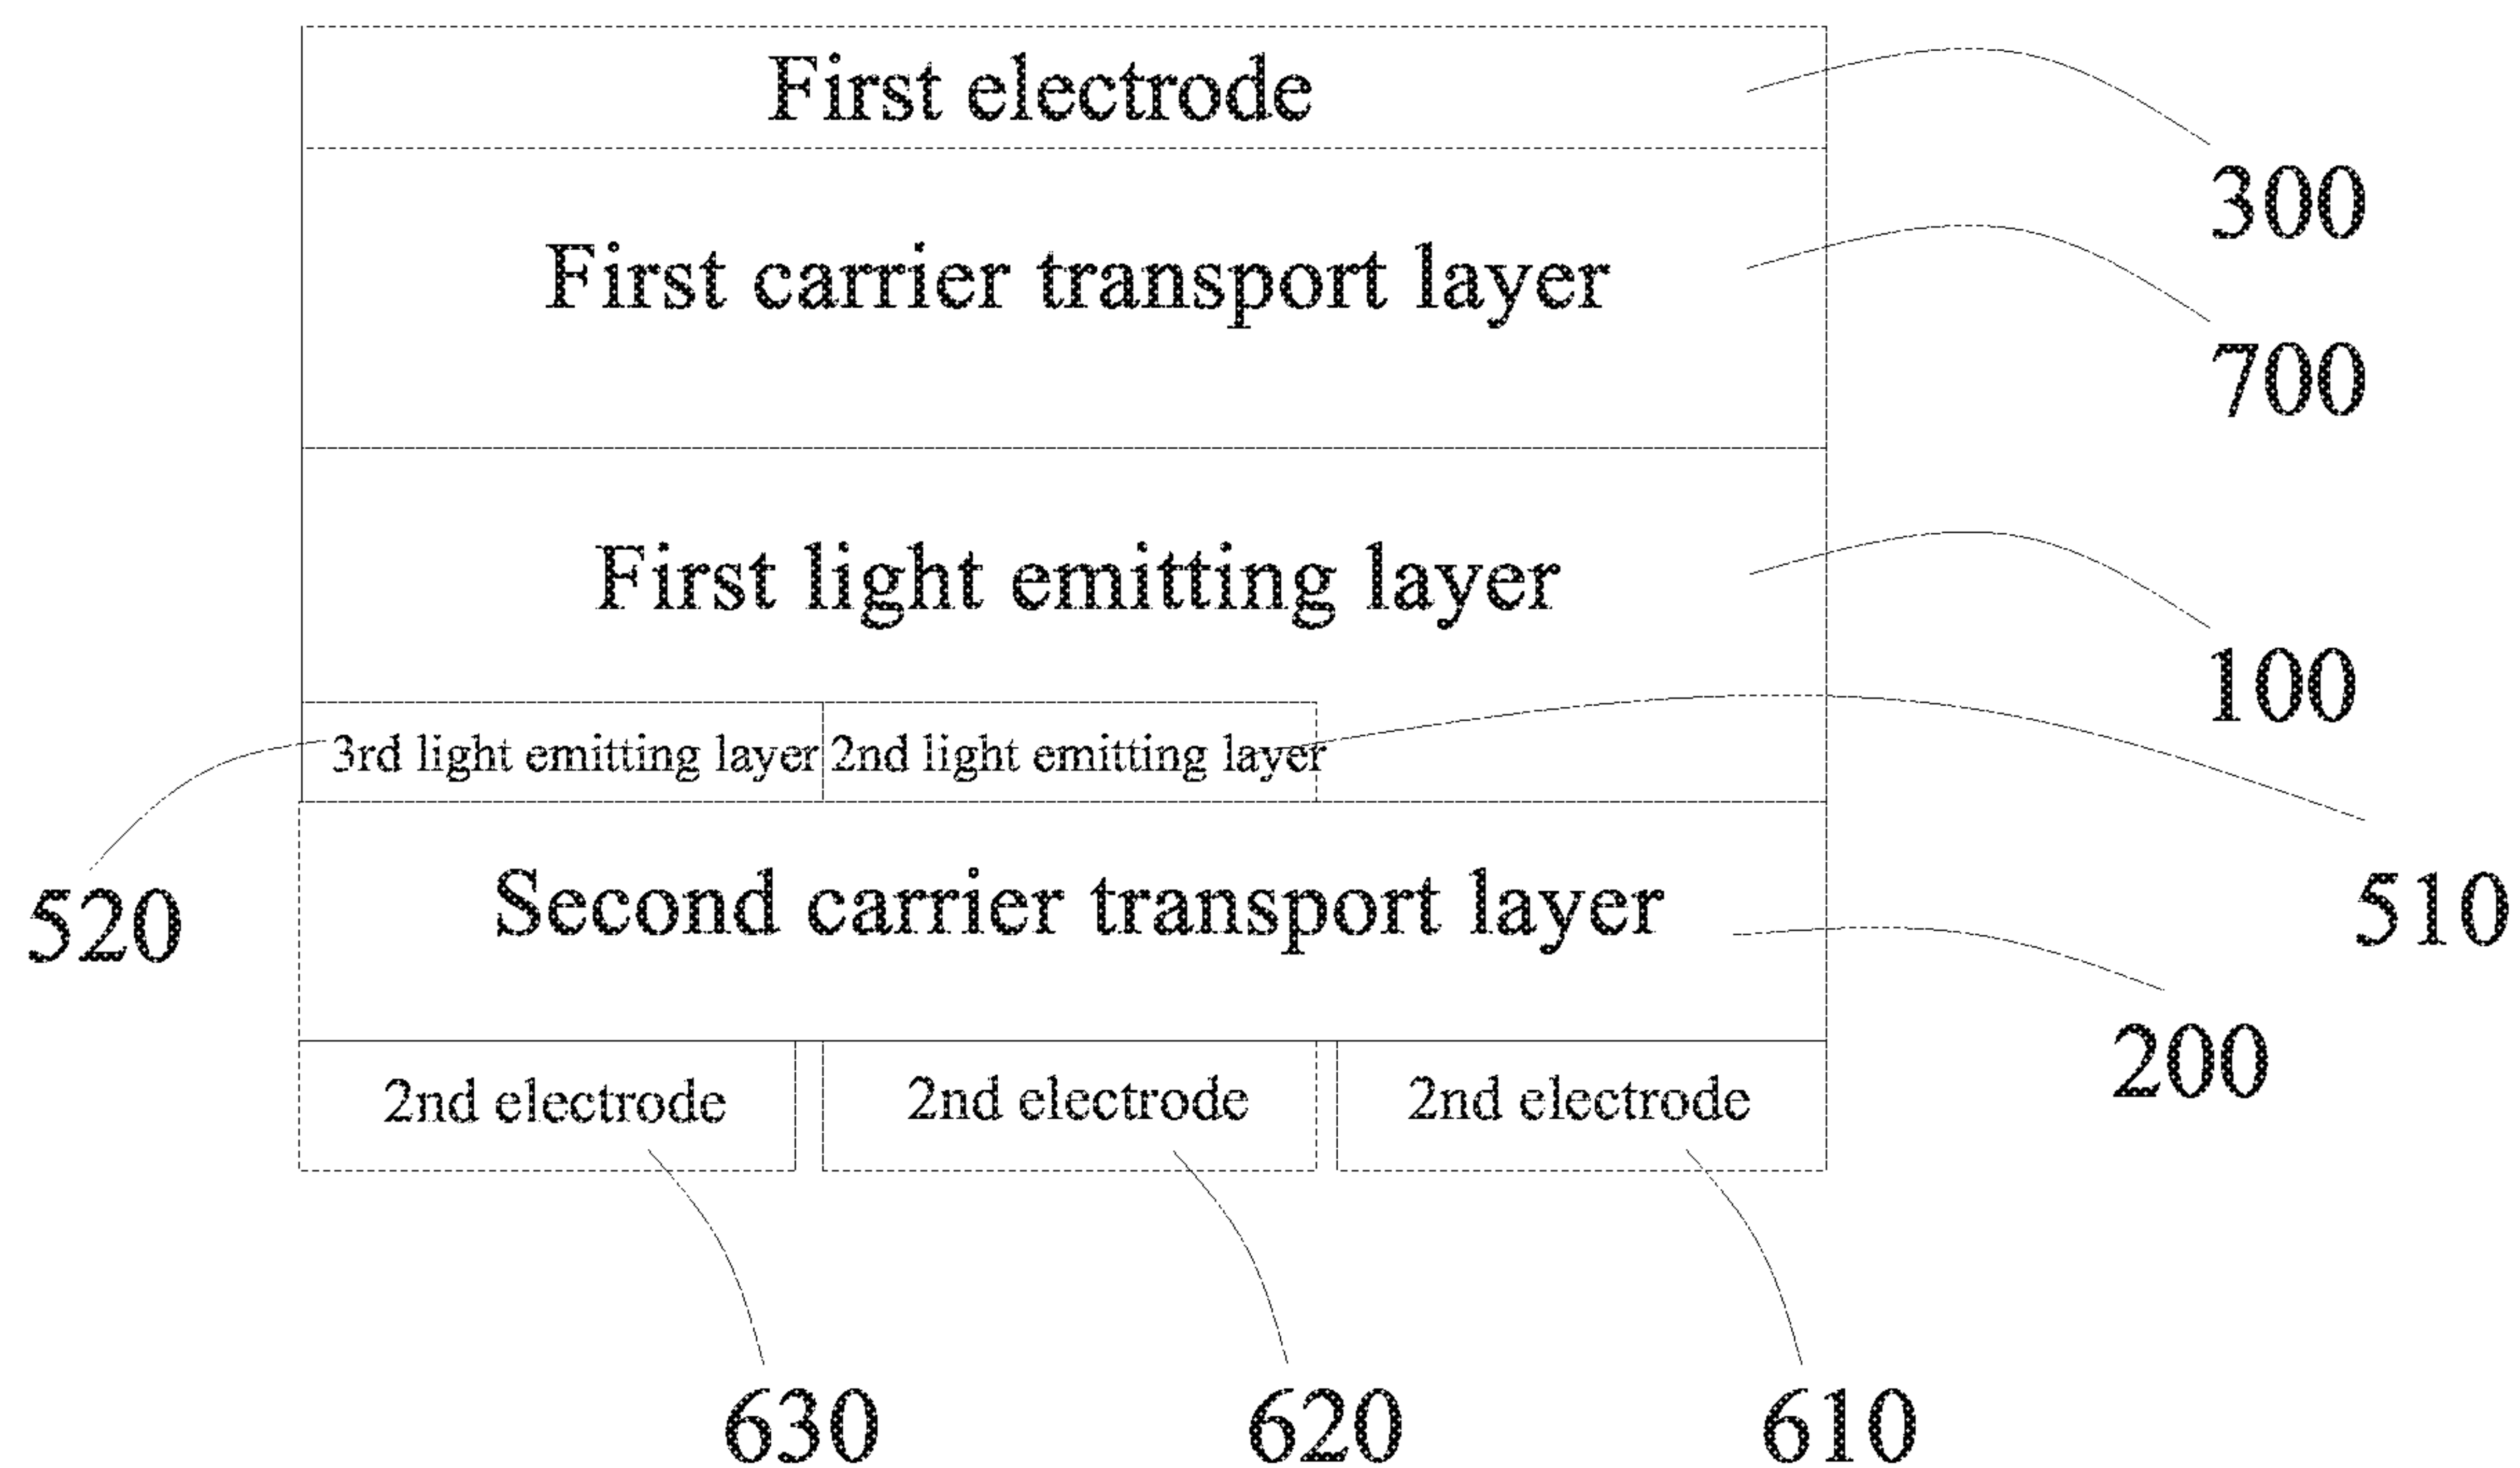 First electrode
300
First carrier transport layer
700
First light emitting layer
100
3rd light emitting layer
2nd light emitting layer
520
Second carrier transport layer
510
200
2nd electrode
2nd electrode
2nd electrode
630
620
610